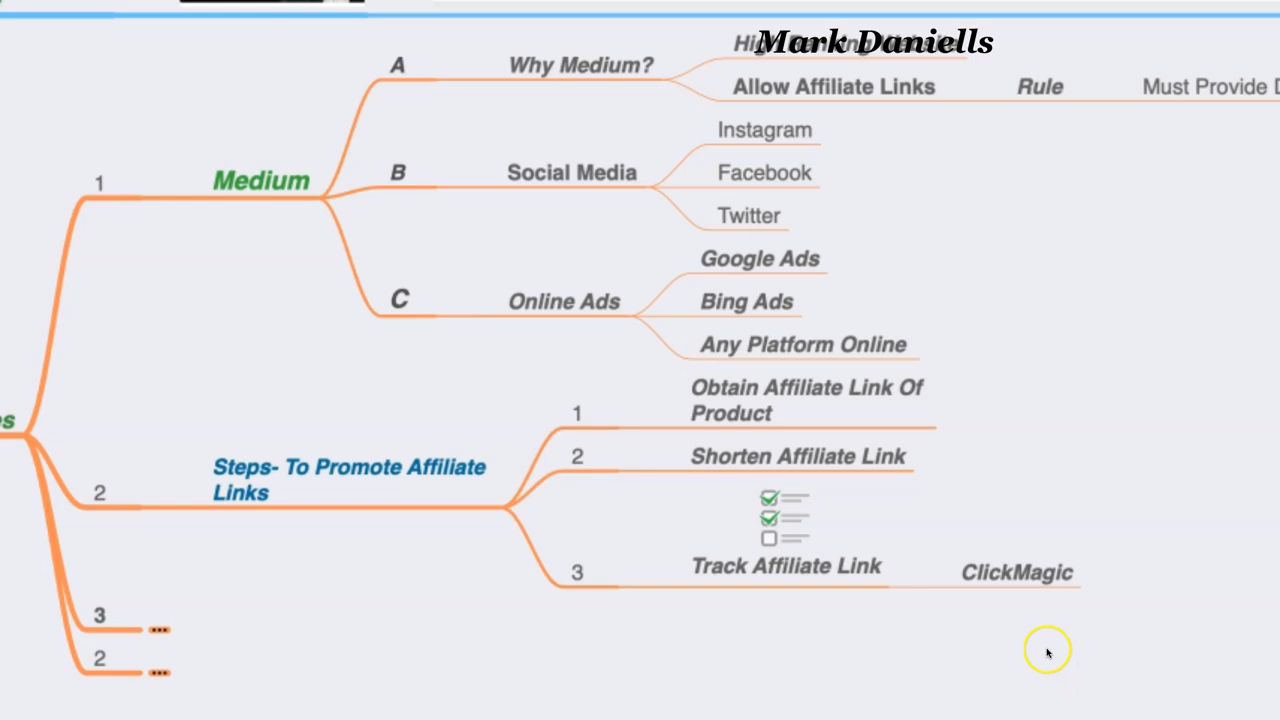 Mark Daniells
A
Why Medium?
Allow Affiliate Links
Rule
Must Provide
1
Medium
B
Social Media
Instagram
Facebook
Twitter
C
Online Ads
Google Ads
Bing Ads
Any Platform Online
2
Steps- To Promote Affiliate
Links
1
Obtain Affiliate Link Of
Product
2
Shorten Affiliate Link
3
Track Affiliate Link
ClickMagic
3
2